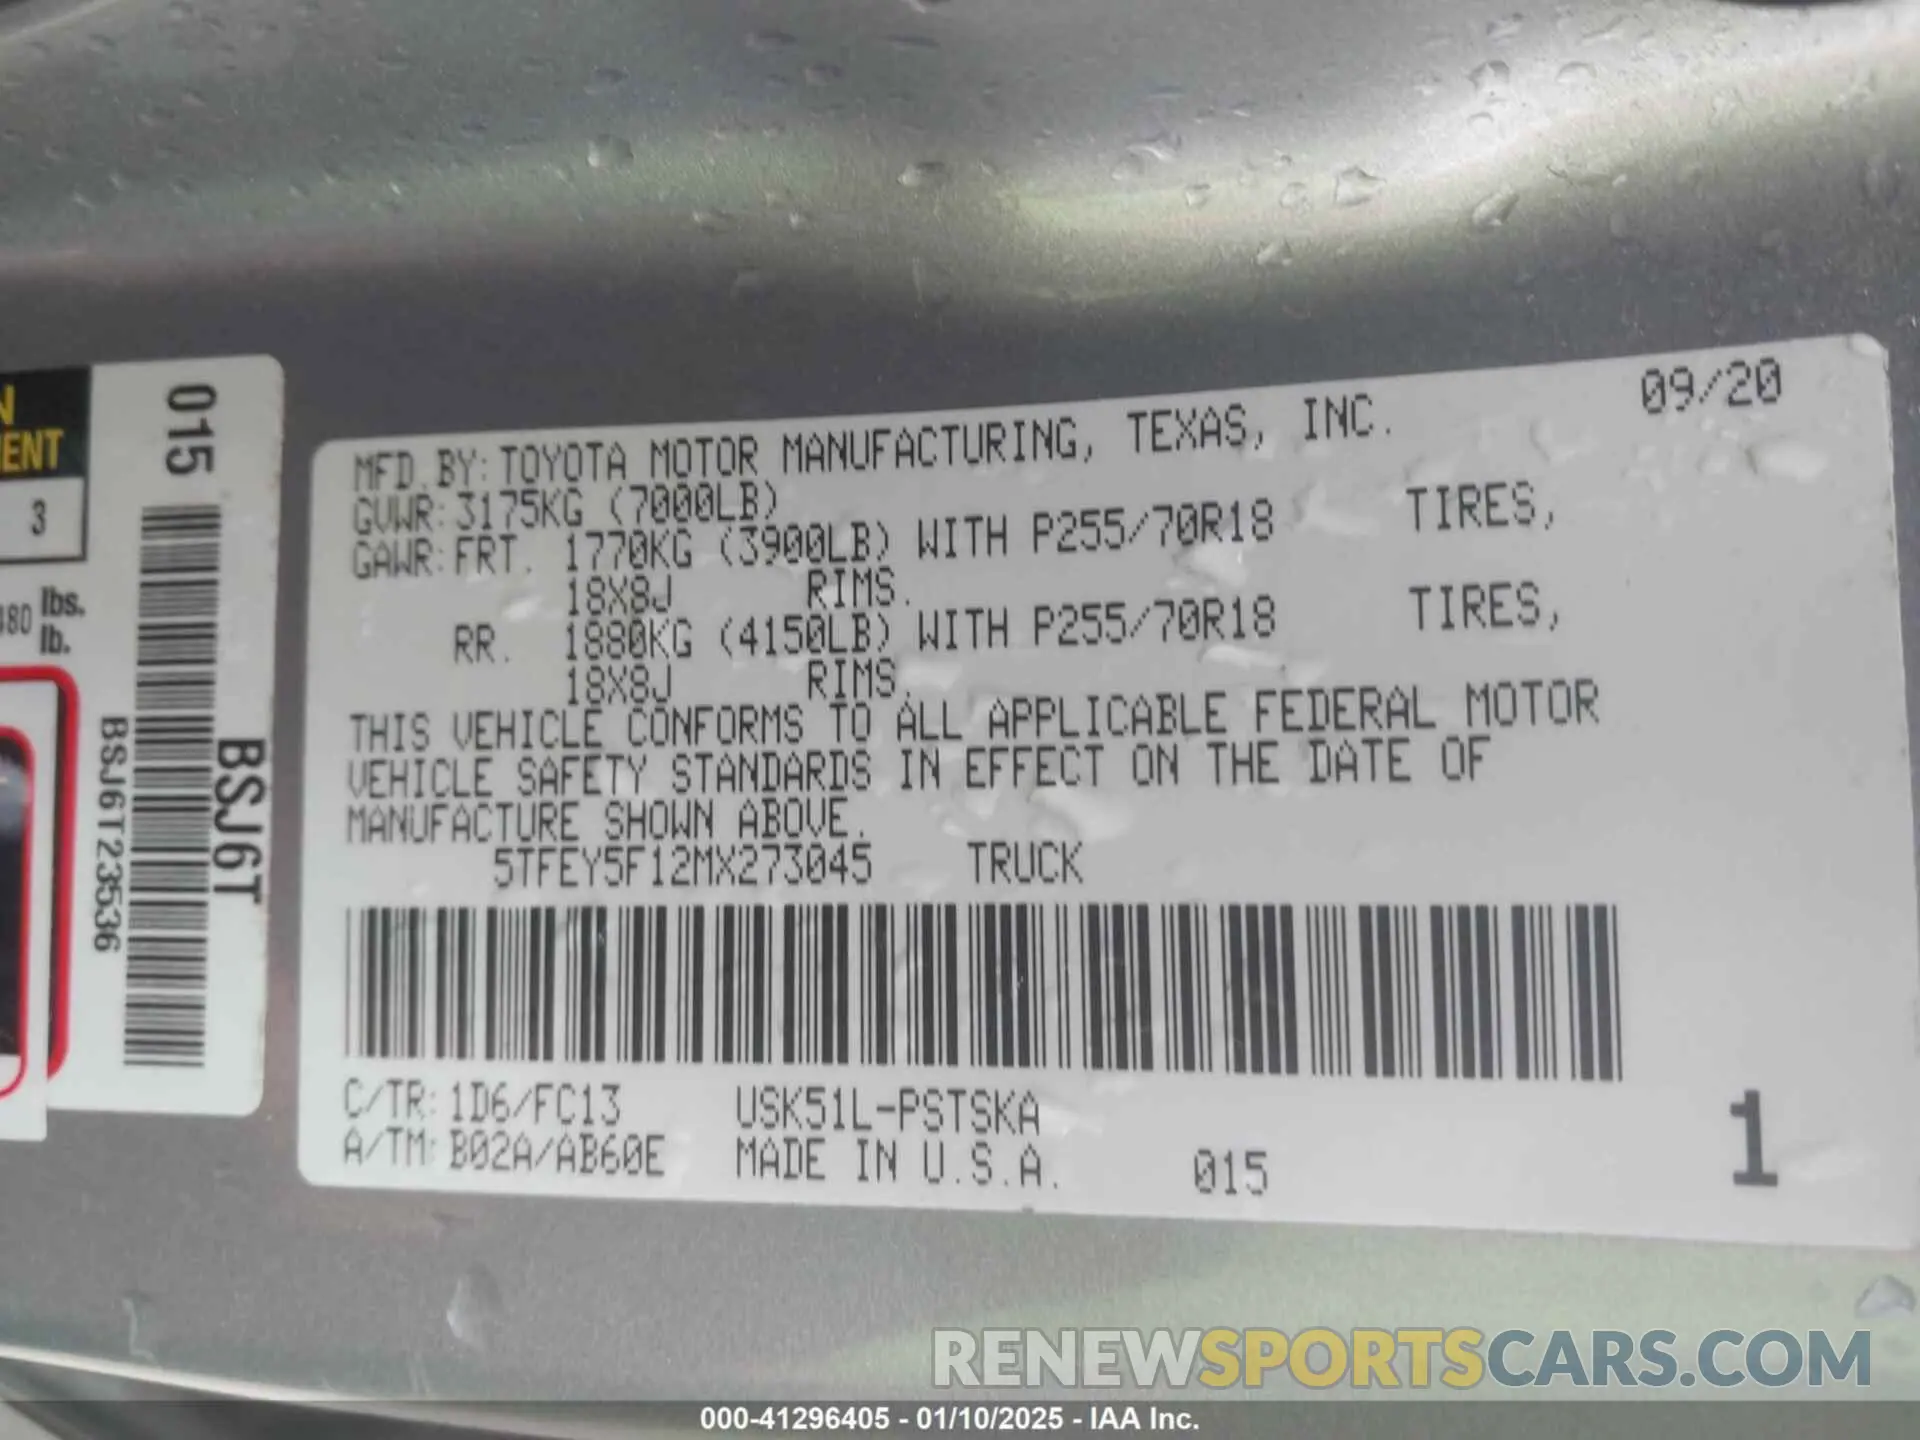 N
MENT
3
480 lbs.
lb.
015
BSJ6T23536
BSJ6T
09/20
MFD. BY: TOYOTA MOTOR MANUFACTURING, TEXAS, INC.
GVWR: 3175KG (7000LB)
GAWR: FRT. 1770KG (3900LB) WITH P255/70R18 TIRES,
18X8J RIMS.
RR. 1880KG (4150LB) WITH P255/70R18 TIRES,
18X8J RIMS.
THIS VEHICLE CONFORMS TO ALL APPLICABLE FEDERAL MOTOR
VEHICLE SAFETY STANDARDS IN EFFECT ON THE DATE OF
MANUFACTURE SHOWN ABOVE.
5TFEY5F12MX273045 TRUCK
C/TR: 1D6/FC13 USK51L-PSTSKA
A/TM: B02A/AB60E MADE IN U.S.A. 015
1
RENEWSPORTSCARS.COM
000-41296405 - 01/10/2025 - IAA Inc.